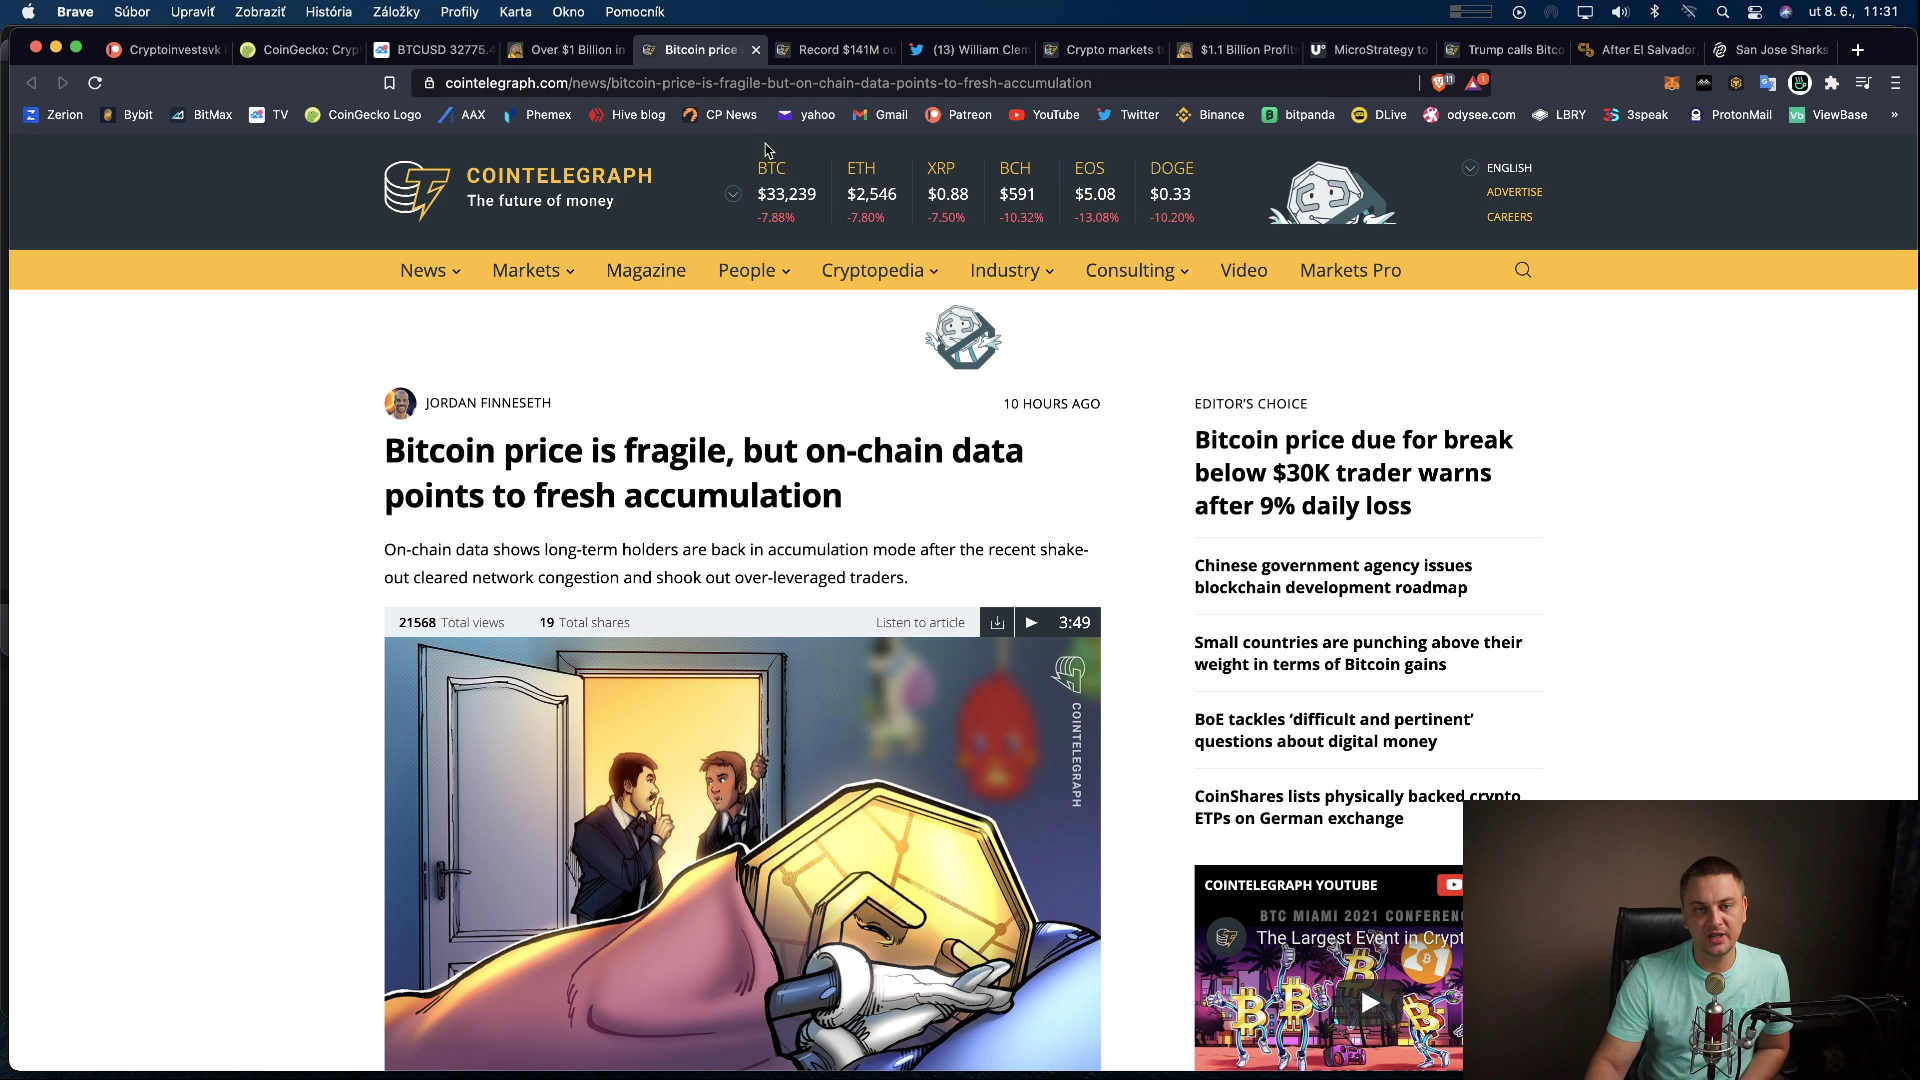 Brave Súbor Upraviť Zobraziť História Záložky Profily Karta Okno Pomocník ut 8. 6., 11:31
Cryptoinvestsvk CoinGecko: Cryp BTCUSD 32775.4 Over $1 Billion in Bitcoin price Record $141M ou (13) William Clem Crypto markets t $1.1 Billion Profit MicroStrategy to Trump calls Bitco After El Salvador, San Jose Sharks
cointelegraph.com/news/bitcoin-price-is-fragile-but-on-chain-data-points-to-fresh-accumulation 11 1
Zerion Bybit BitMax TV CoinGecko Logo AAX Phemex Hive blog CP News yahoo Gmail Patreon YouTube Twitter Binance bitpanda DLive odysee.com LBRY 3speak ProtonMail ViewBase »
COINTELEGRAPH
The future of money
BTC ETH XRP BCH EOS DOGE
$33,239 $2,546 $0.88 $591 $5.08 $0.33
-7.88% -7.80% -7.50% -10.32% -13.08% -10.20%
ENGLISH
ADVERTISE
CAREERS
News Markets Magazine People Cryptopedia Industry Consulting Video Markets Pro
JORDAN FINNESETH 10 HOURS AGO
Bitcoin price is fragile, but on-chain data
points to fresh accumulation
On-chain data shows long-term holders are back in accumulation mode after the recent shake-
out cleared network congestion and shook out over-leveraged traders.
21568 Total views 19 Total shares Listen to article 3:49
COINTELEGRAPH
EDITOR'S CHOICE
Bitcoin price due for break
below $30K trader warns
after 9% daily loss
Chinese government agency issues
blockchain development roadmap
Small countries are punching above their
weight in terms of Bitcoin gains
BoE tackles ‘difficult and pertinent’
questions about digital money
CoinShares lists physically backed crypto
ETPs on German exchange
COINTELEGRAPH YOUTUBE
BTC MIAMI 2021 CONFEREN
The Largest Event in Crypt
21